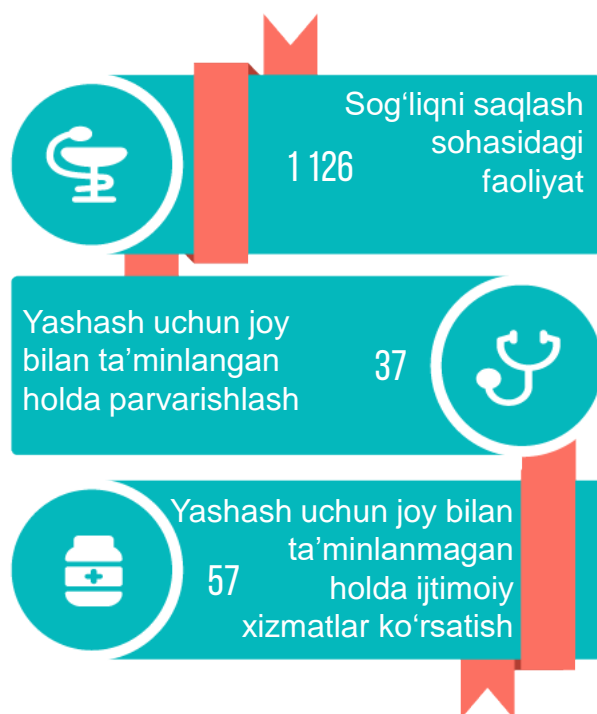 Sog‘liqni saqlash
sohasidagi
faoliyat
1 126
Yashash uchun joy
bilan ta’minlangan
holda parvarishlash
37
Yashash uchun joy bilan
ta’minlanmagan
holda ijtimoiy
xizmatlar ko‘rsatish
57